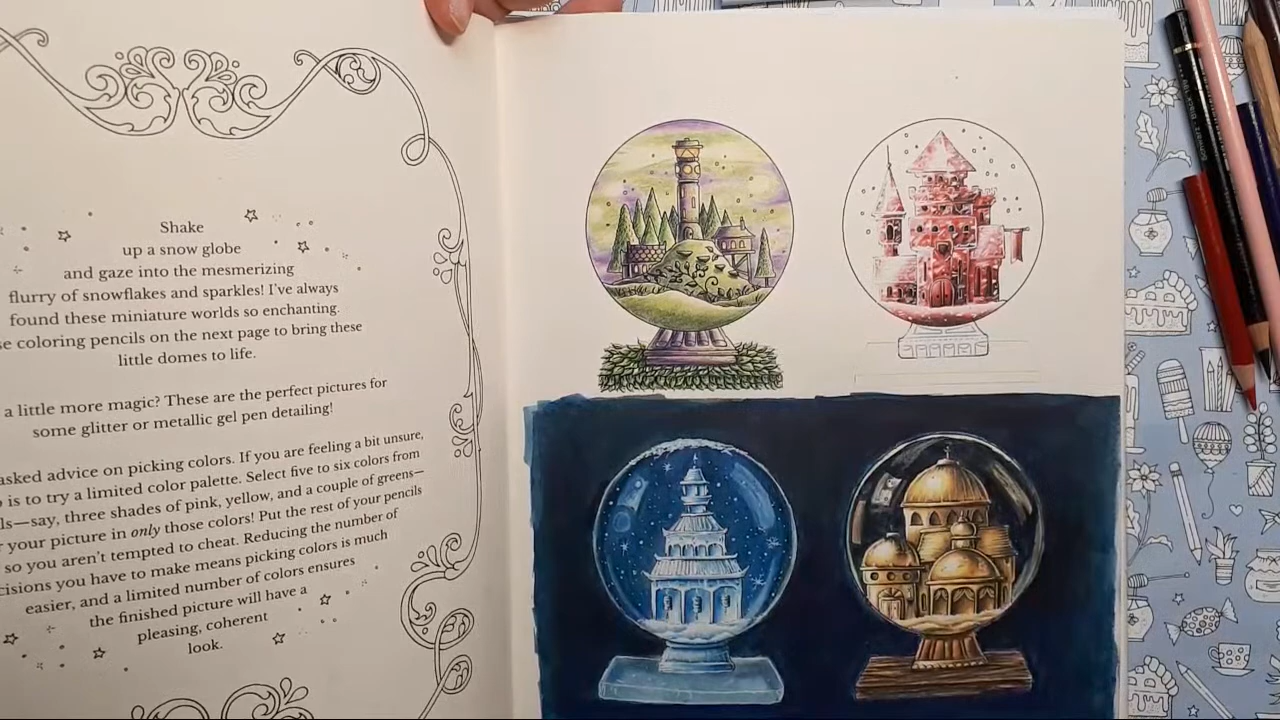 Shake
up a snow globe
and gaze into the mesmerizing
flurry of snowflakes and sparkles! I've always
found these miniature worlds so enchanting.
coloring pencils on the next page to bring these
little domes to life.
a little more magic? These are the perfect pictures for
some glitter or metallic gel pen detailing!
asked advice on picking colors. If you are feeling a bit unsure,
is to try a limited color palette. Select five to six colors from
say, three shades of pink, yellow, and a couple of greens—
your picture in only those colors! Put the rest of your pencils
so you aren't tempted to cheat. Reducing the number of
you have to make means picking colors is much
easier, and a limited number of colors ensures
the finished picture will have a
pleasing, coherent
look.